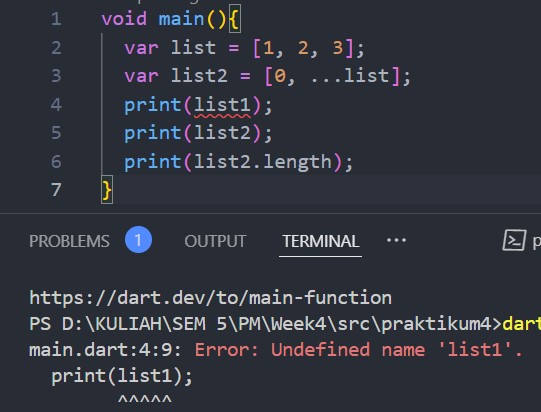 1 void main(){
2 var list = [1, 2, 3];
3 var list2 = [0, ...list];
4 print(list1);
5 print(list2);
6 print(list2.length);
7 }
PROBLEMS 1 OUTPUT TERMINAL ...
https://dart.dev/to/main-function
PS D:\KULIAH\SEM 5\PM\Week4\src\praktikum4>dart
main.dart:4:9: Error: Undefined name 'list1'.
print(list1);
^^^^^